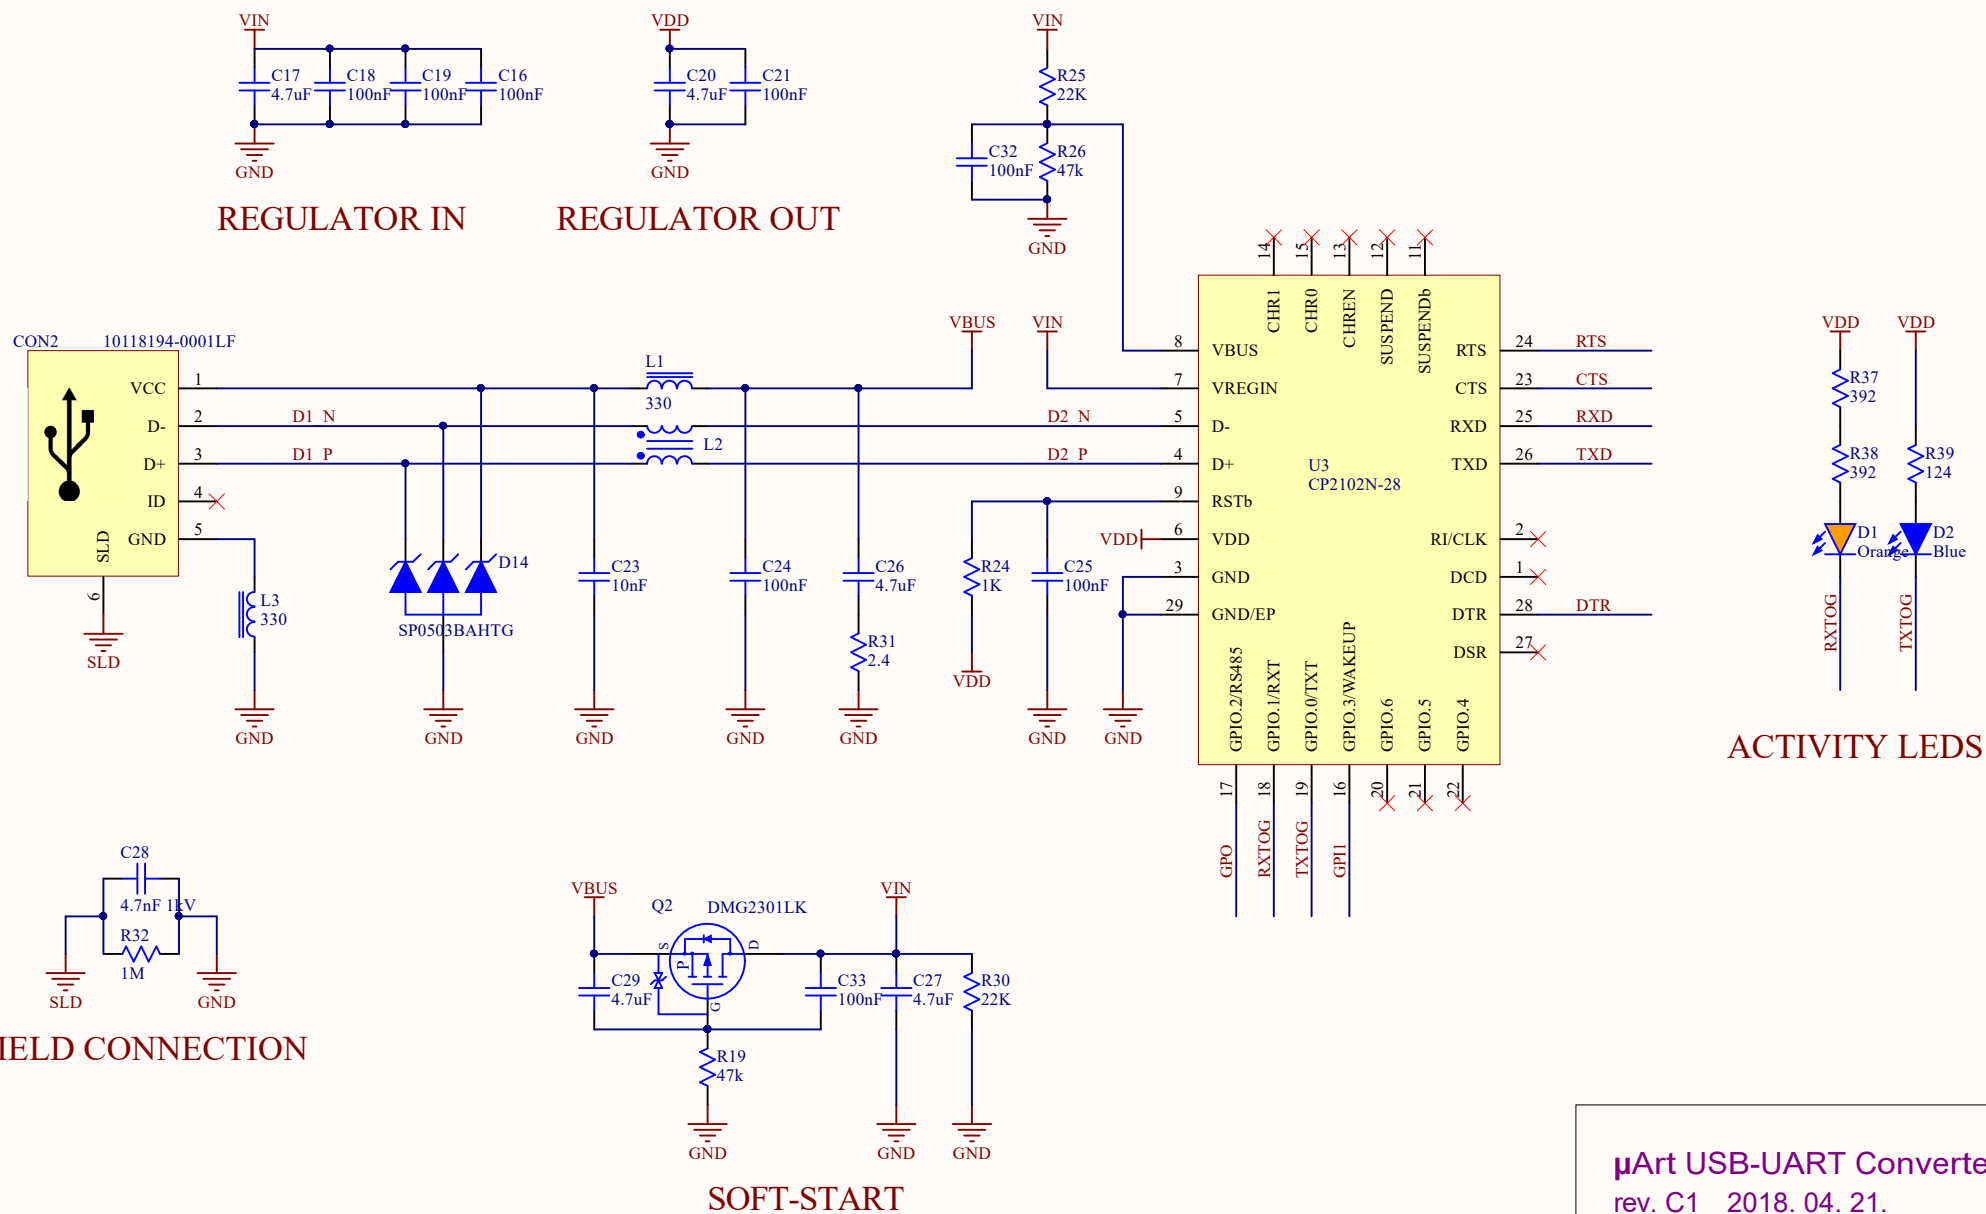 VIN
C17
4.7uF
C18
100nF
C19
100nF
C16
100nF
GND
REGULATOR IN
VDD
C20
4.7uF
C21
100nF
GND
REGULATOR OUT
VIN
R25
22K
C32
100nF
R26
47k
GND
CON2
10118194-0001LF
VCC
1
D-
2
D+
3
ID
4
GND
5
SLD
6
SLD
D1_N
D1_P
L3
330
GND
D14
SP0503BAHTG
GND
C23
10nF
GND
L1
330
L2
C24
100nF
GND
C26
4.7uF
R31
2.4
GND
VBUS
VIN
D2_N
D2_P
R24
1K
VDD
C25
100nF
GND
VDD
GND
14
15
13
12
11
CHR1
CHR0
CHREN
SUSPEND
SUSPENDb
8
VBUS
7
VREGIN
5
D-
4
D+
9
RSTb
6
VDD
3
GND
29
GND/EP
U3
CP2102N-28
RTS
24
RTS
CTS
23
CTS
RXD
25
RXD
TXD
26
TXD
RI/CLK
2
DCD
1
DTR
28
DTR
DSR
27
GPIO.2/RS485
GPIO.1/RXT
GPIO.0/TXT
GPIO.3/WAKEUP
GPIO.6
GPIO.5
GPIO.4
17
18
19
16
20
21
22
GPO
RXTOG
TXTOG
GPI1
VDD
VDD
R37
392
R38
392
R39
124
D1
Orange
D2
Blue
RXTOG
TXTOG
ACTIVITY LEDS
C28
4.7nF 1kV
R32
1M
SLD
GND
IELD CONNECTION
VBUS
Q2
DMG2301LK
VIN
S
P
D
G
C29
4.7uF
C33
100nF
C27
4.7uF
R30
22K
R19
47k
GND
GND
GND
SOFT-START
µArt USB-UART Converte
rev. C1 2018. 04. 21.